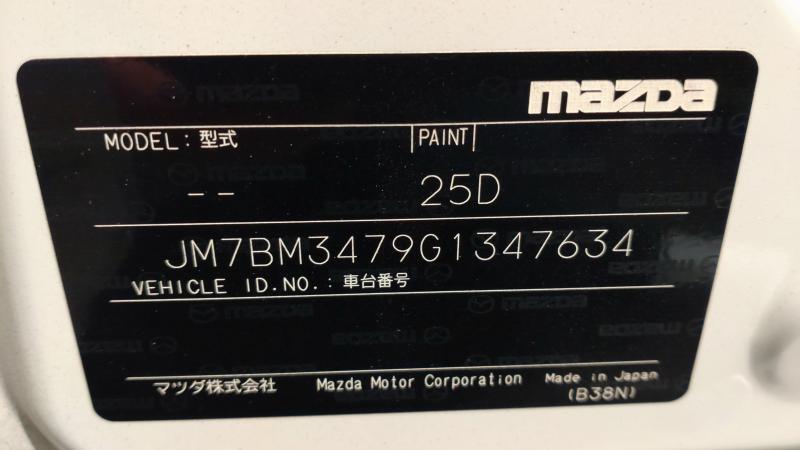 mazda
MODEL : 型式 PAINT
-- 25D
JM7BM3479G1347634
VEHICLE ID.NO. : 車台番号
マツダ株式会社 Mazda Motor Corporation Made in Japan
(B38N)